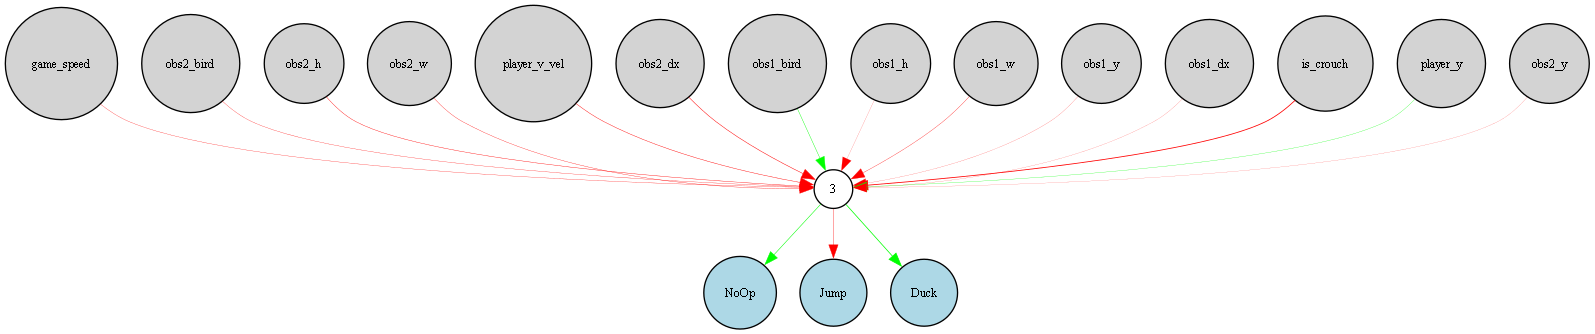 game_speed
obs2_bird
obs2_h
obs2_w
player_v_vel
obs2_dx
obs1_bird
obs1_h
obs1_w
obs1_y
obs1_dx
is_crouch
player_y
obs2_y
3
NoOp
Jump
Duck